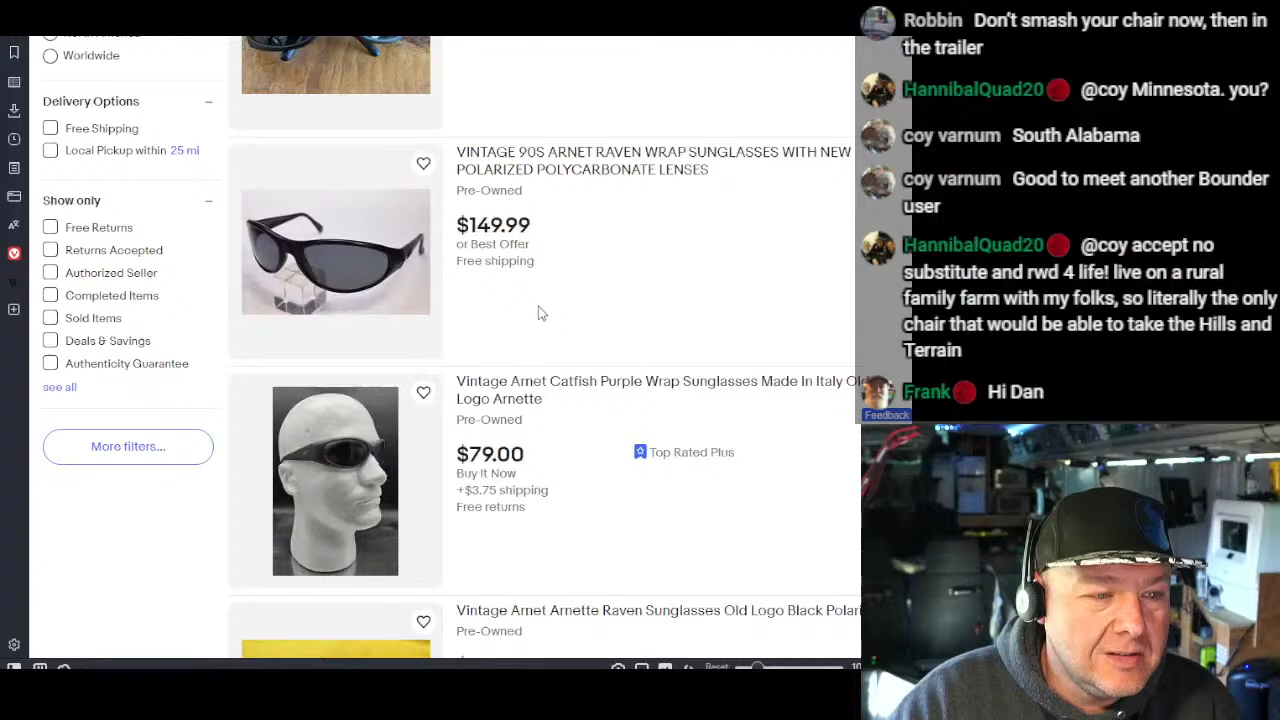 Worldwide
Delivery Options
Free Shipping
Local Pickup within 25 mi
Show only
Free Returns
Returns Accepted
Authorized Seller
Completed Items
Sold Items
Deals & Savings
Authenticity Guarantee
see all
More filters...
VINTAGE 90S ARNET RAVEN WRAP SUNGLASSES WITH NEW
POLARIZED POLYCARBONATE LENSES
Pre-Owned
$149.99
or Best Offer
Free shipping
Vintage Arnet Catfish Purple Wrap Sunglasses Made In Italy Old
Logo Arnette
Pre-Owned
$79.00
Buy It Now
+$3.75 shipping
Free returns
Top Rated Plus
Vintage Arnet Arnette Raven Sunglasses Old Logo Black
Pre-Owned
Reset
Robbin Don't smash your chair now, then in
the trailer
HannibalQuad20 @coy Minnesota. you?
coy varnum South Alabama
coy varnum Good to meet another Bounder
user
HannibalQuad20 @coy accept no
substitute and rwd 4 life! live on a rural
family farm with my folks, so literally the only
chair that would be able to take the Hills and
Terrain
Frank Hi Dan
Feedback